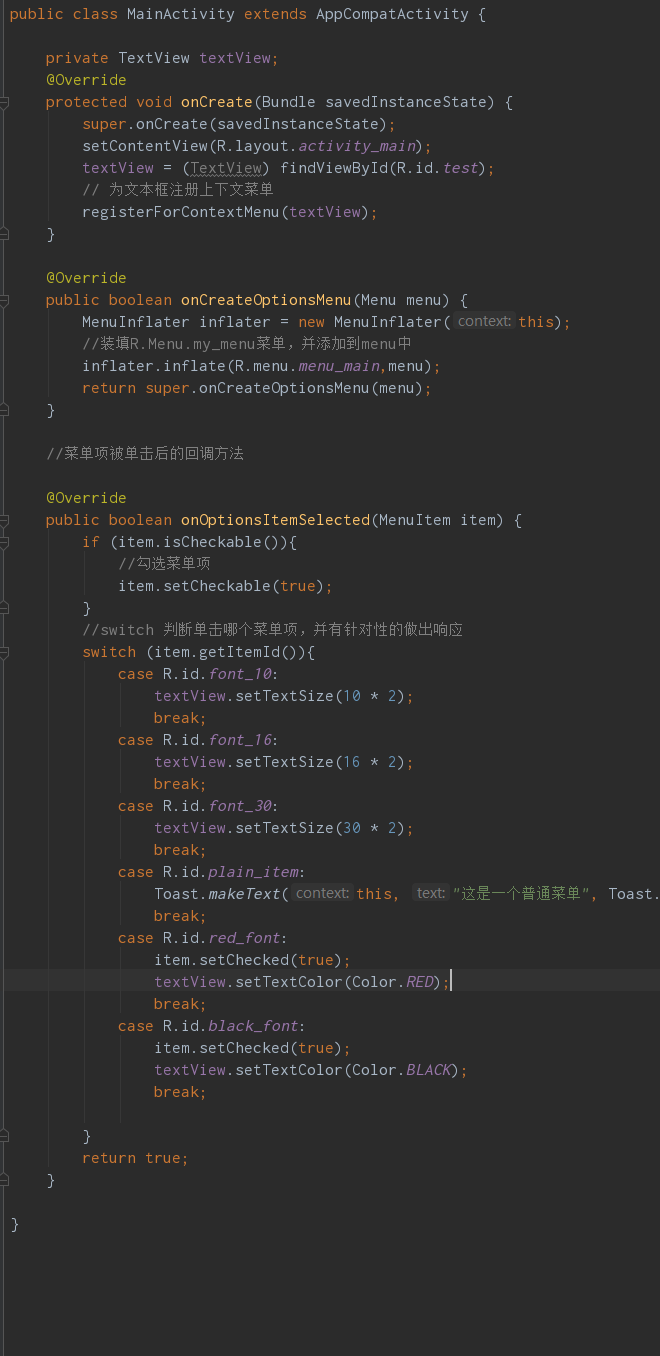 public class MainActivity extends AppCompatActivity {
private TextView textView;
@Override
protected void onCreate(Bundle savedInstanceState) {
super.onCreate(savedInstanceState);
setContentView(R.layout.activity_main);
textView = (TextView) findViewById(R.id.test);
// 为文本框注册上下文菜单
registerForContextMenu(textView);
}
@Override
public boolean onCreateOptionsMenu(Menu menu) {
MenuInflater inflater = new MenuInflater( context: this);
//装填R.Menu.my_menu菜单，并添加到menu中
inflater.inflate(R.menu.menu_main,menu);
return super.onCreateOptionsMenu(menu);
}
//菜单项被单击后的回调方法
@Override
public boolean onOptionsItemSelected(MenuItem item) {
if (item.isCheckable()){
//勾选菜单项
item.setCheckable(true);
}
//switch 判断单击哪个菜单项，并有针对性的做出响应
switch (item.getItemId()){
case R.id.font_10:
textView.setTextSize(10 * 2);
break;
case R.id.font_16:
textView.setTextSize(16 * 2);
break;
case R.id.font_30:
textView.setTextSize(30 * 2);
break;
case R.id.plain_item:
Toast.makeText( context: this, text: "这是一个普通菜单", Toast.
break;
case R.id.red_font:
item.setChecked(true);
textView.setTextColor(Color.RED);
break;
case R.id.black_font:
item.setChecked(true);
textView.setTextColor(Color.BLACK);
break;
}
return true;
}
}